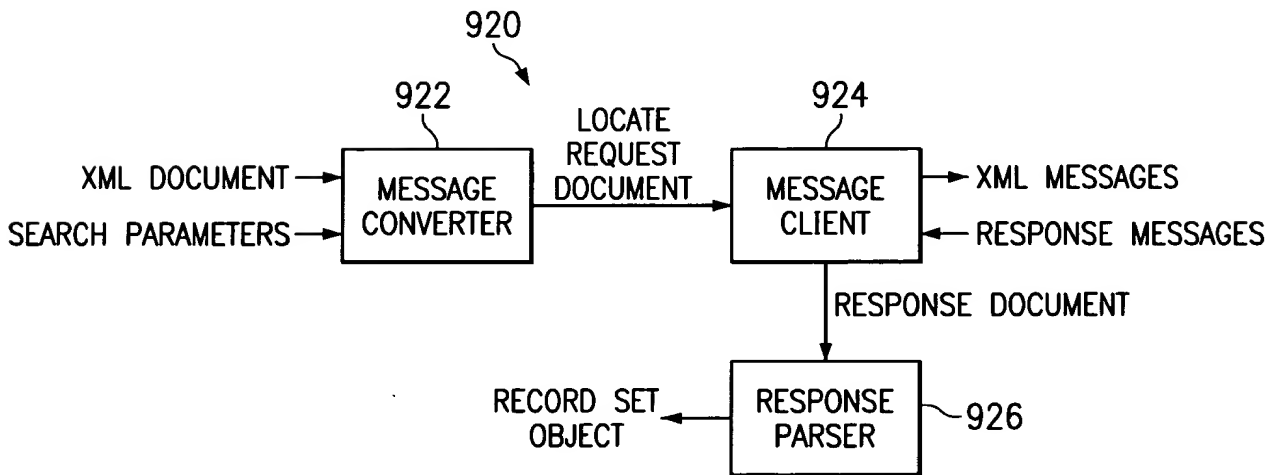 920
922
924
LOCATE
REQUEST
DOCUMENT
XML DOCUMENT
SEARCH PARAMETERS
MESSAGE
CONVERTER
MESSAGE
CLIENT
XML MESSAGES
RESPONSE MESSAGES
RESPONSE DOCUMENT
RECORD SET
OBJECT
RESPONSE
PARSER
926